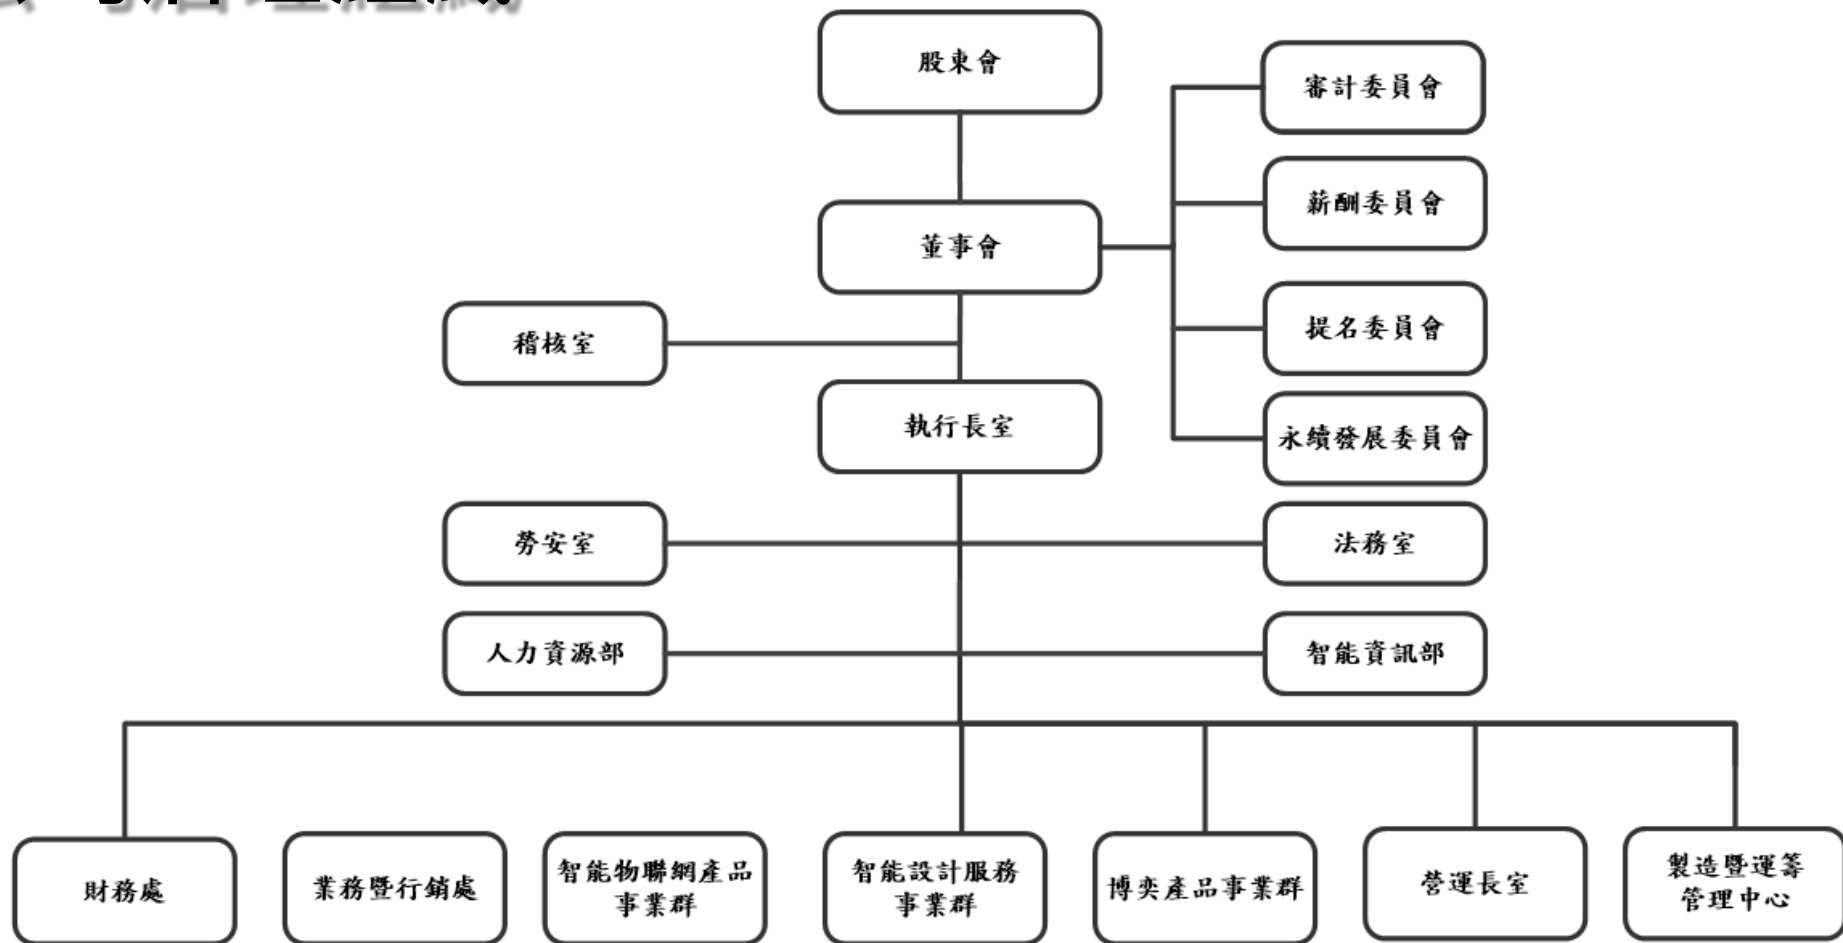 股東會
審計委員會
薪酬委員會
董事會
提名委員會
稽核室
執行長室
永續發展委員會
勞安室
法務室
人力資源部
智能資訊部
財務處
業務暨行銷處
智能物聯網產品
事業群
智能設計服務
事業群
博奕產品事業群
營運長室
製造暨運籌
管理中心